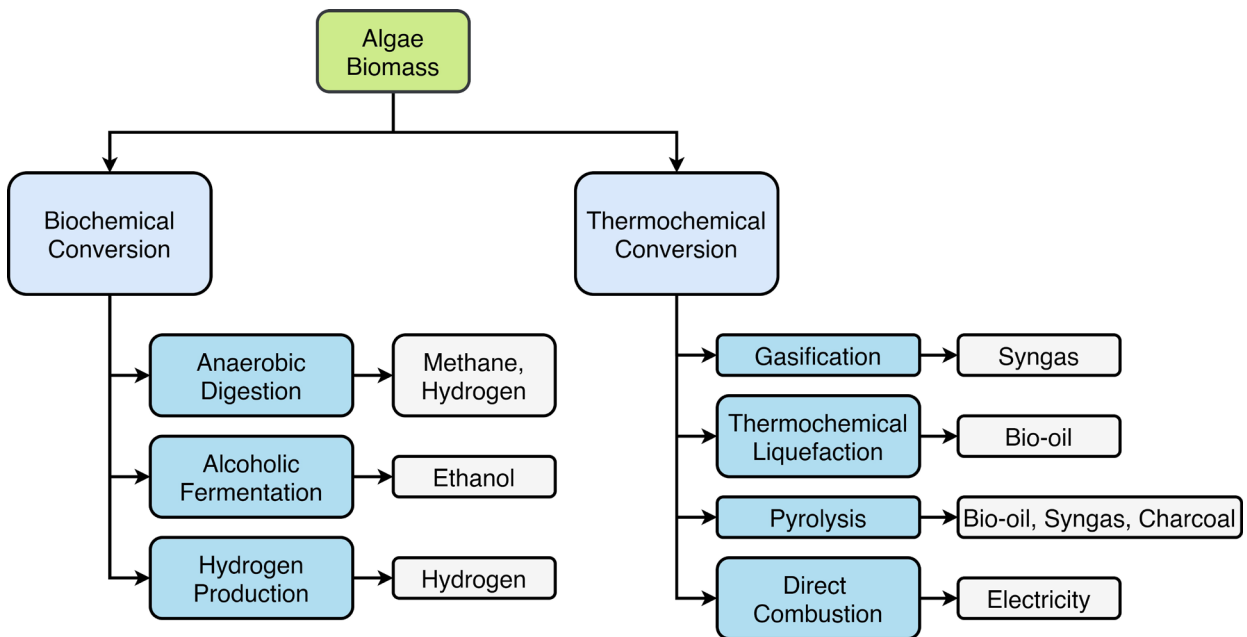 Algae
Biomass
Biochemical
Conversion
Thermochemical
Conversion
Anaerobic
Digestion
Methane,
Hydrogen
Alcoholic
Fermentation
Ethanol
Hydrogen
Production
Hydrogen
Gasification
Syngas
Thermochemical
Liquefaction
Bio-oil
Pyrolysis
Bio-oil, Syngas, Charcoal
Direct
Combustion
Electricity